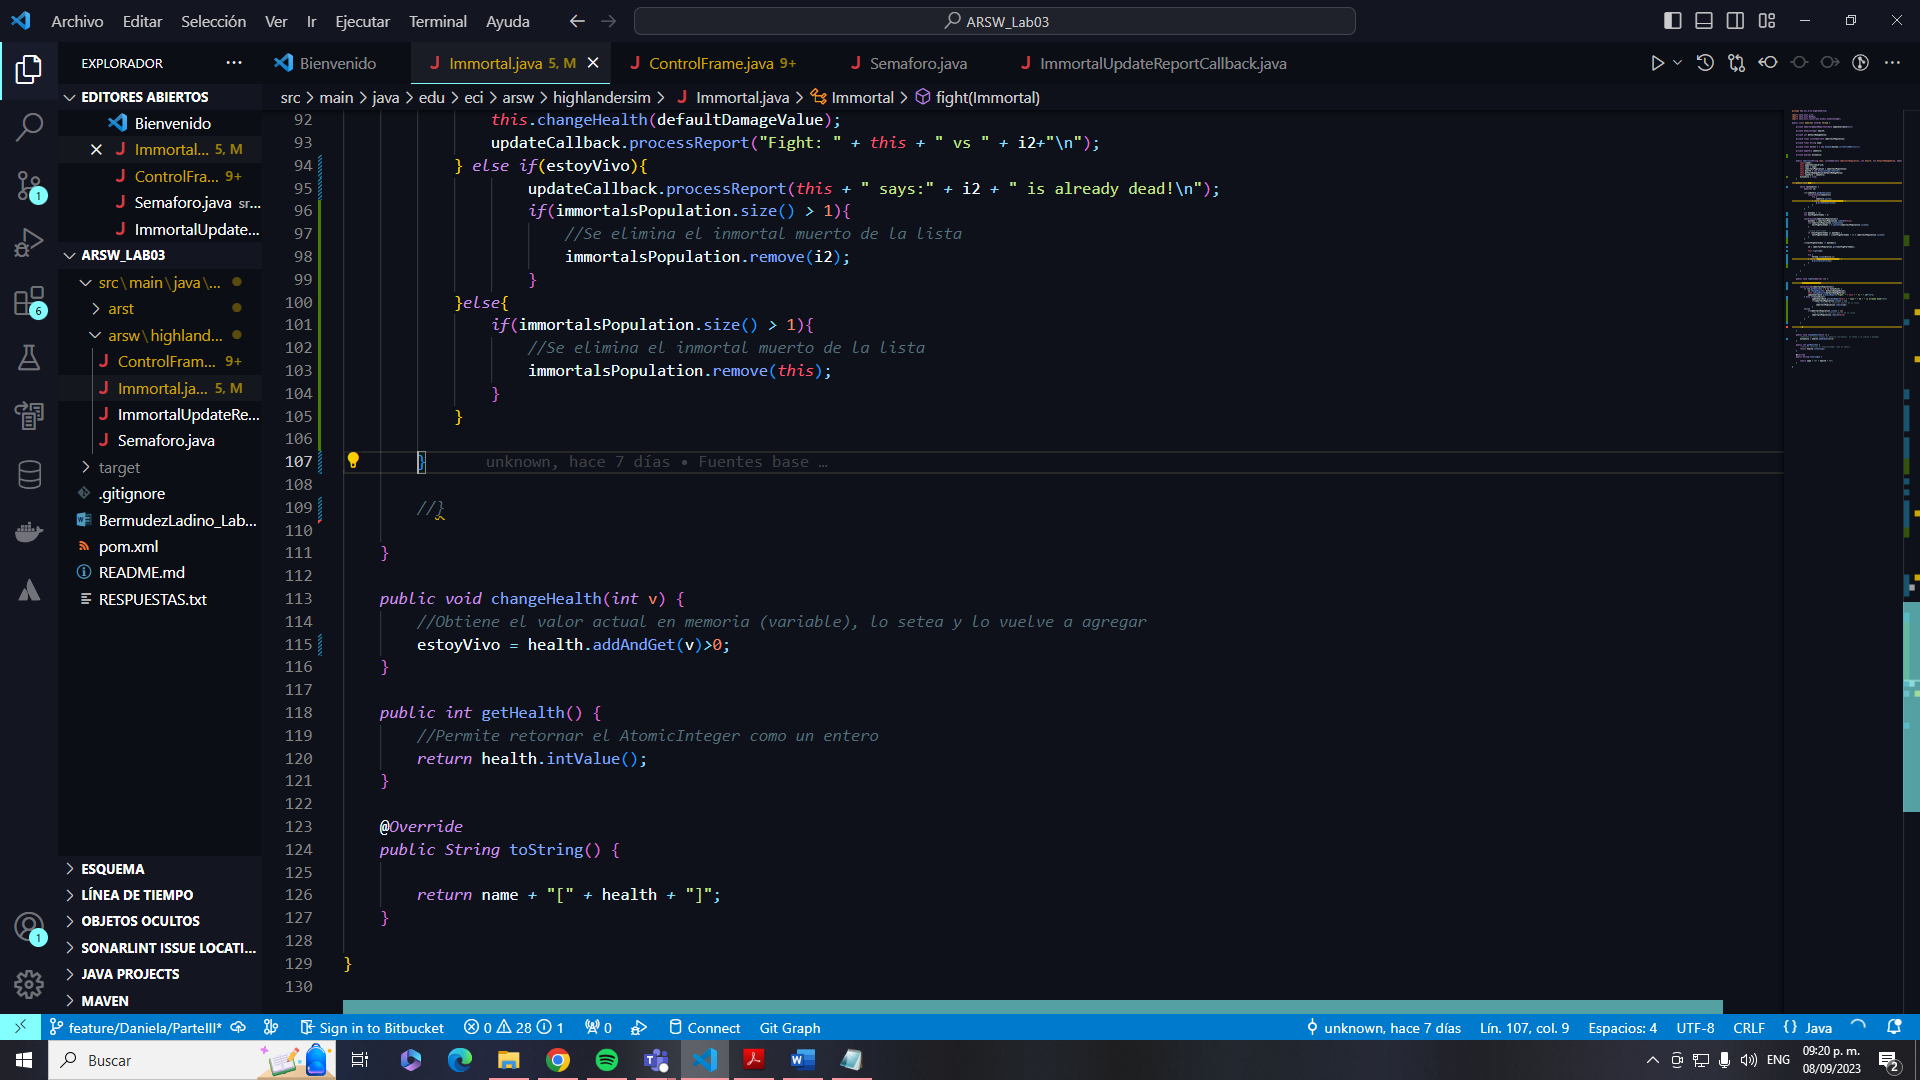 Archivo Editar Selección Ver Ir Ejecutar Terminal Ayuda
ARSW_Lab03
EXPLORADOR
Bienvenido
Immortal.java 5, M
ControlFrame.java 9+
Semaforo.java
ImmortalUpdateReportCallback.java
EDITORES ABIERTOS
Bienvenido
Immortal... 5, M
ControlFra... 9+
Semaforo.java sr...
ImmortalUpdate...
ARSW_LAB03
src\main\java\...
arst
arsw\highland...
ControlFram... 9+
Immortal.ja... 5, M
ImmortalUpdateRe...
Semaforo.java
target
.gitignore
BermudezLadino_Lab...
pom.xml
README.md
RESPUESTAS.txt
ESQUEMA
LÍNEA DE TIEMPO
OBJETOS OCULTOS
SONARLINT ISSUE LOCATI...
JAVA PROJECTS
MAVEN
1
6
1
src > main > java > edu > eci > arsw > highlandersim > Immortal.java > Immortal > fight(Immortal)
92 this.changeHealth(defaultDamageValue);
93 updateCallback.processReport("Fight: " + this + " vs " + i2+"\n");
94 } else if(estoyVivo){
95 updateCallback.processReport(this + " says:" + i2 + " is already dead!\n");
96 if(immortalsPopulation.size() > 1){
97 //Se elimina el inmortal muerto de la lista
98 immortalsPopulation.remove(i2);
99 }
100 }else{
101 if(immortalsPopulation.size() > 1){
102 //Se elimina el inmortal muerto de la lista
103 immortalsPopulation.remove(this);
104 }
105 }
106
107 } unknown, hace 7 días • Fuentes base …
108
109 //}
110
111 }
112
113 public void changeHealth(int v) {
114 //Obtiene el valor actual en memoria (variable), lo setea y lo vuelve a agregar
115 estoyVivo = health.addAndGet(v)>0;
116 }
117
118 public int getHealth() {
119 //Permite retornar el AtomicInteger como un entero
120 return health.intValue();
121 }
122
123 @Override
124 public String toString() {
125
126 return name + "[" + health + "]";
127 }
128
129 }
130
feature/Daniela/ParteIII* Sign in to Bitbucket 0 28 1 0 Connect Git Graph
unknown, hace 7 días Lín. 107, col. 9 Espacios: 4 UTF-8 CRLF {} Java
Buscar
ENG
09:20 p. m.
08/09/2023
2